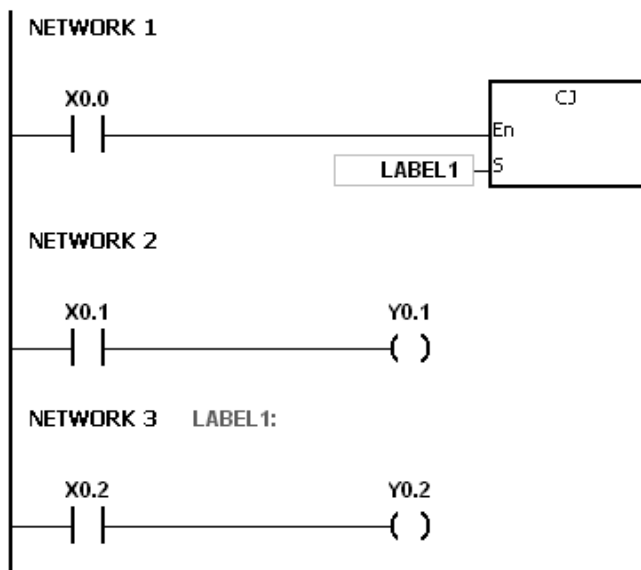 NETWORK 1
X0.0
CJ
En
LABEL1
S
NETWORK 2
X0.1 Y0.1
NETWORK 3 LABEL1:
X0.2 Y0.2